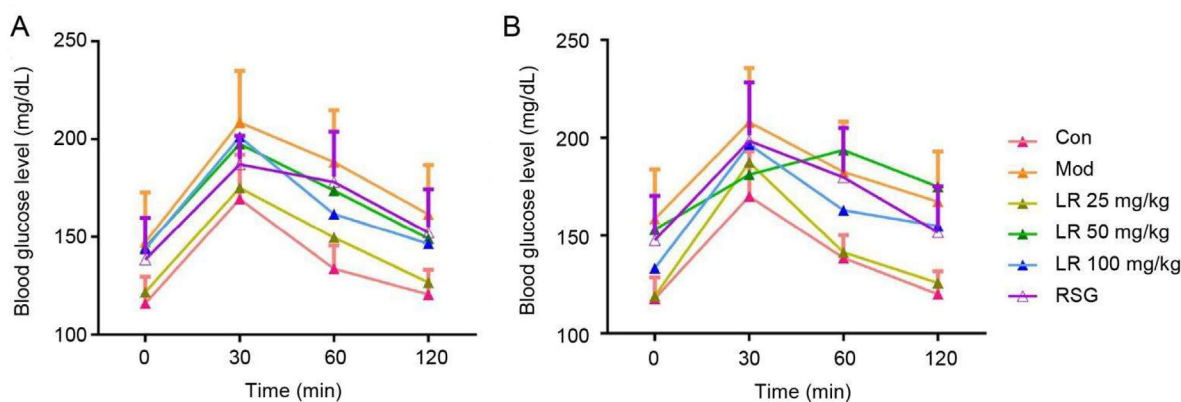 A
Blood glucose level (mg/dL)
250
200
150
100
0 30 60 120
Time (min)
B
Blood glucose level (mg/dL)
250
200
150
100
0 30 60 120
Time (min)
Con
Mod
LR 25 mg/kg
LR 50 mg/kg
LR 100 mg/kg
RSG